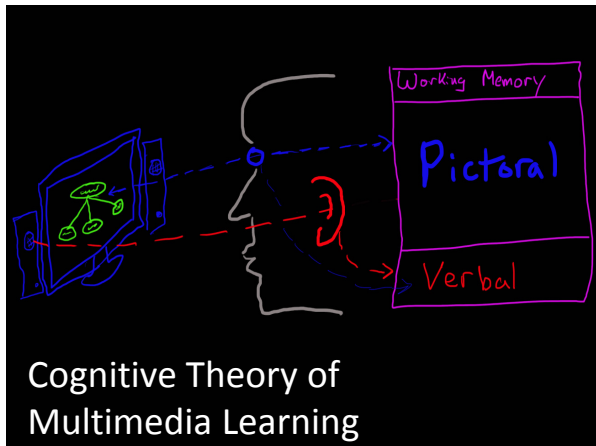 Working Memory
Pictoral
Verbal
Cognitive Theory of
Multimedia Learning